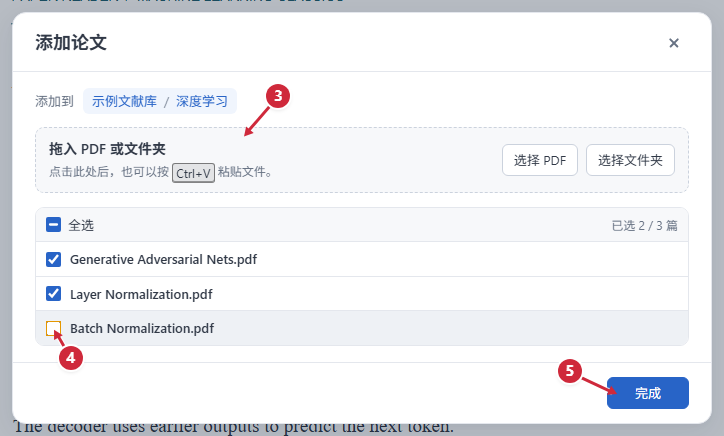 添加论文
添加到 示例文献库 / 深度学习
3
拖入 PDF 或文件夹
点击此处后，也可以按 Ctrl+V 粘贴文件。
选择 PDF 选择文件夹
全选 已选 2 / 3 篇
Generative Adversarial Nets.pdf
Layer Normalization.pdf
Batch Normalization.pdf
4
5
完成
The decoder uses earlier outputs to predict the next token.